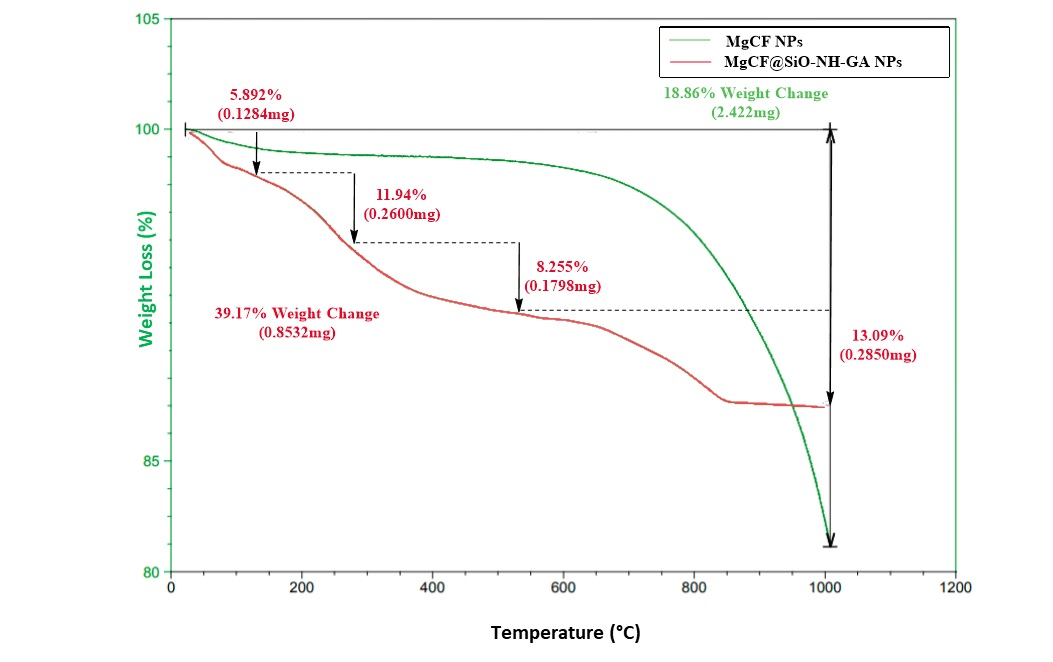 105
MgCF NPs
MgCF@SiO-NH-GA NPs
5.892%
(0.1284mg)
18.86% Weight Change
(2.422mg)
100
11.94%
(0.2600mg)
8.255%
(0.1798mg)
39.17% Weight Change
(0.8532mg)
13.09%
(0.2850mg)
Weight Loss (%)
85
80
0 200 400 600 800 1000 1200
Temperature (°C)